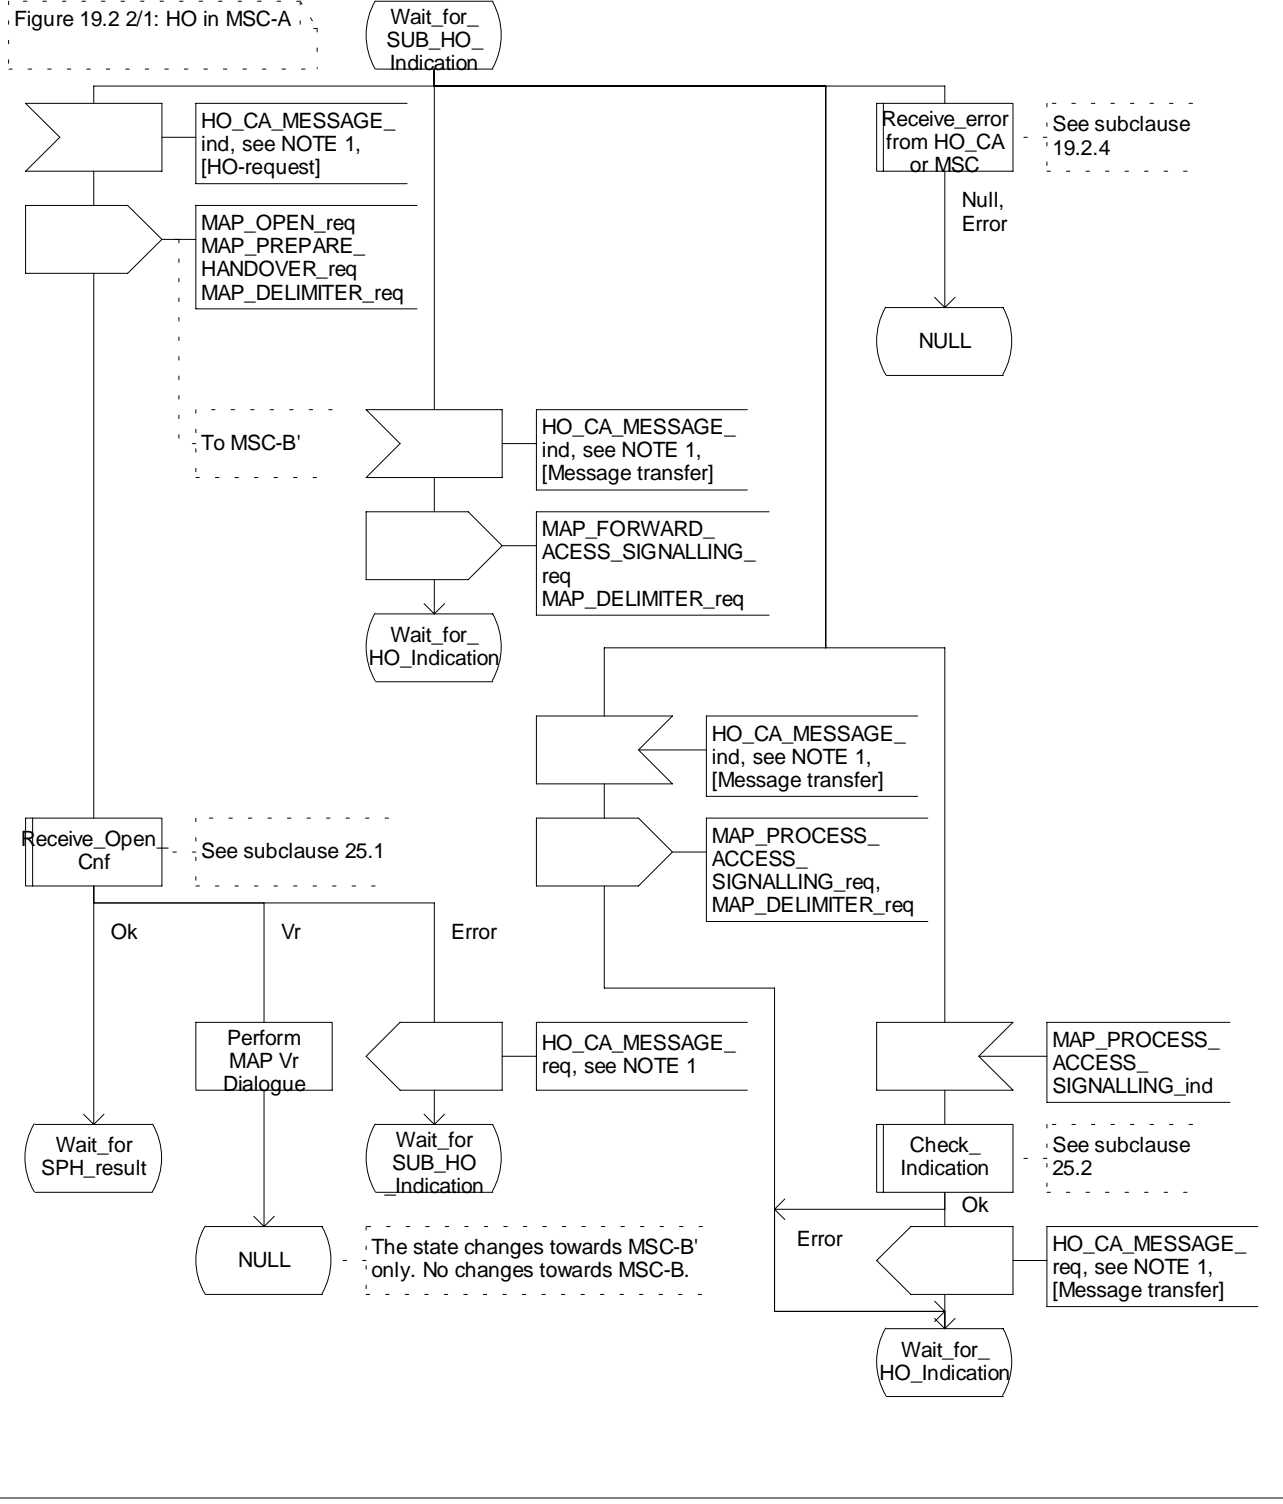 Figure 19.2 2/1: HO in MSC-A
Wait_for_
SUB_HO_
Indication
HO_CA_MESSAGE_
ind, see NOTE 1,
[HO-request]
Receive_error
from HO_CA
or MSC
See subclause
19.2.4
Null,
Error
MAP_OPEN_req
MAP_PREPARE_
HANDOVER_req
MAP_DELIMITER_req
NULL
To MSC-B'
HO_CA_MESSAGE_
ind, see NOTE 1,
[Message transfer]
MAP_FORWARD_
ACESS_SIGNALLING_
req
MAP_DELIMITER_req
Wait_for_
HO_Indication
HO_CA_MESSAGE_
ind, see NOTE 1,
[Message transfer]
Receive_Open_
Cnf
See subclause 25.1
MAP_PROCESS_
ACCESS_
SIGNALLING_req,
MAP_DELIMITER_req
Ok
Vr
Error
Perform
MAP Vr
Dialogue
HO_CA_MESSAGE_
req, see NOTE 1
MAP_PROCESS_
ACCESS_
SIGNALLING_ind
Wait_for
SPH_result
Wait_for
SUB_HO
_Indication
Check_
Indication
See subclause
25.2
Ok
Error
NULL
The state changes towards MSC-B'
only. No changes towards MSC-B.
HO_CA_MESSAGE_
req, see NOTE 1,
[Message transfer]
Wait_for_
HO_Indication